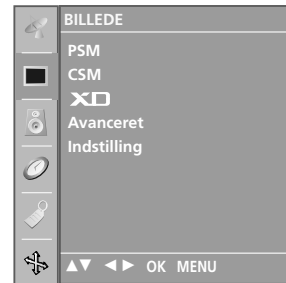 BILLEDE
PSM
CSM
XD
Avanceret
Indstilling
▲▼ ◄► OK MENU